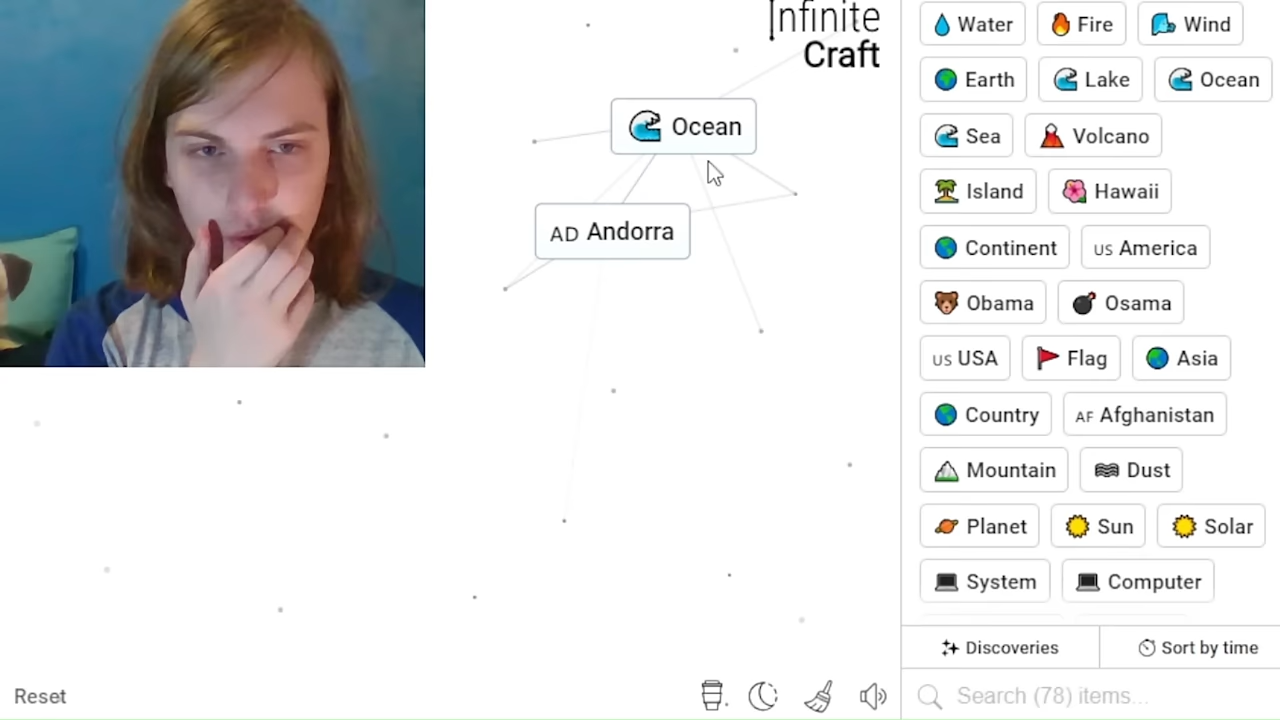 Infinite
Craft
Ocean
AD Andorra
Water Fire Wind
Earth Lake Ocean
Sea Volcano
Island Hawaii
Continent US America
Obama Osama
US USA Flag Asia
Country AF Afghanistan
Mountain Dust
Planet Sun Solar
System Computer
Discoveries Sort by time
Reset Search (78) items...